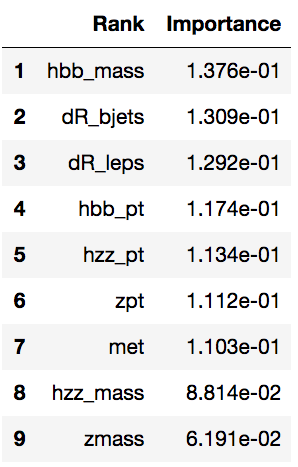 Rank Importance
1 hbb_mass 1.376e-01
2 dR_bjets 1.309e-01
3 dR_leps 1.292e-01
4 hbb_pt 1.174e-01
5 hzz_pt 1.134e-01
6 zpt 1.112e-01
7 met 1.103e-01
8 hzz_mass 8.814e-02
9 zmass 6.191e-02